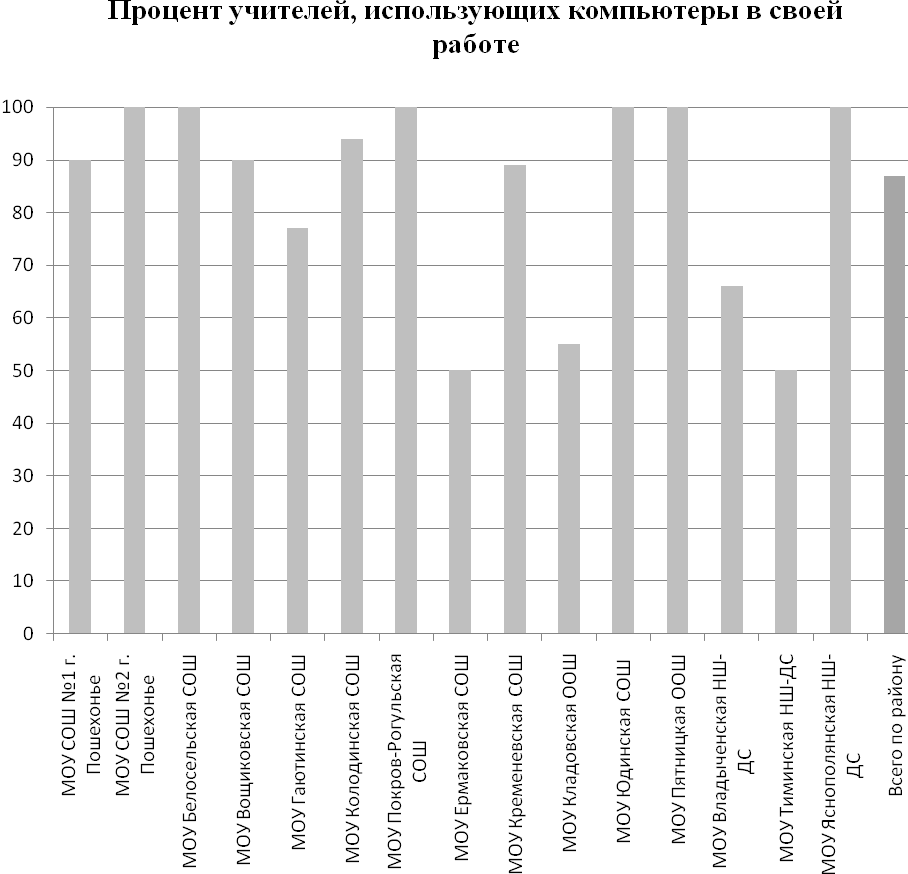 Процент учителей, использующих компьютеры в своей
работе
100
90
80
70
60
50
40
30
20
10
0
МОУ СОШ №1 г.
Пошехонье
МОУ СОШ №2 г.
Пошехонье
МОУ Белосельская СОШ
МОУ Вощиковская СОШ
МОУ Гаютинская СОШ
МОУ Колодинская СОШ
МОУ Покров-Рогульская
СОШ
МОУ Ермаковская СОШ
МОУ Кременевская СОШ
МОУ Кладовская ООШ
МОУ Юдинская СОШ
МОУ Пятницкая ООШ
МОУ Владыченская НШ-
ДС
МОУ Тиминская НШ-ДС
МОУ Яснополянская НШ-
ДС
Всего по району